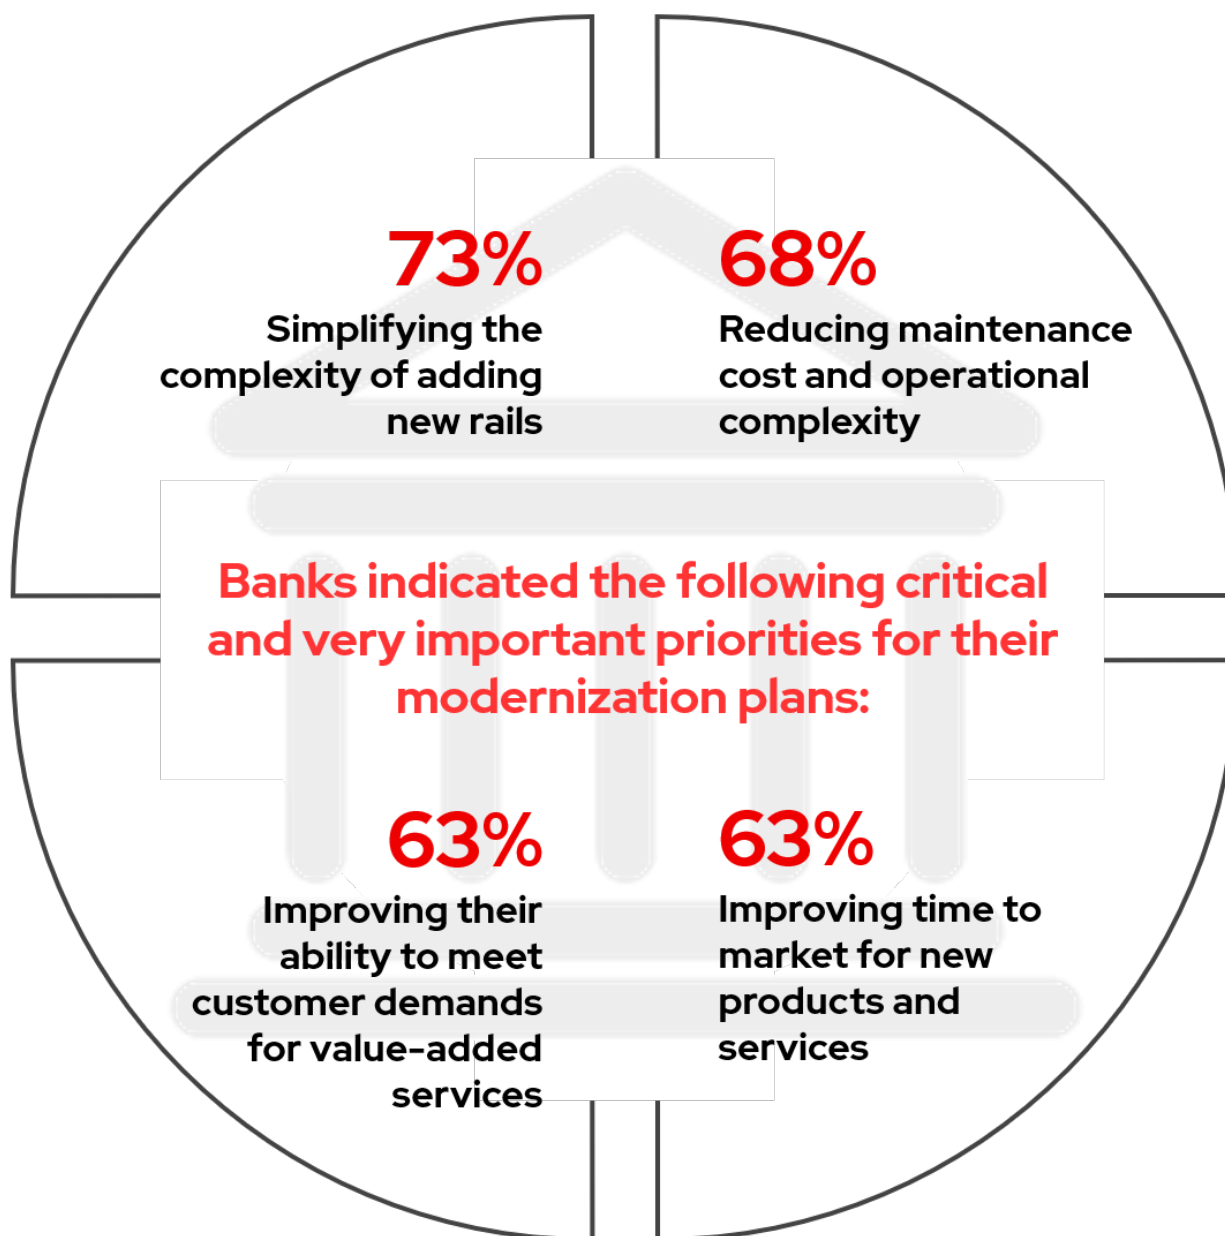 73%
Simplifying the
complexity of adding
new rails
68%
Reducing maintenance
cost and operational
complexity
Banks indicated the following critical
and very important priorities for their
modernization plans:
63%
Improving their
ability to meet
customer demands
for value-added
services
63%
Improving time to
market for new
products and
services